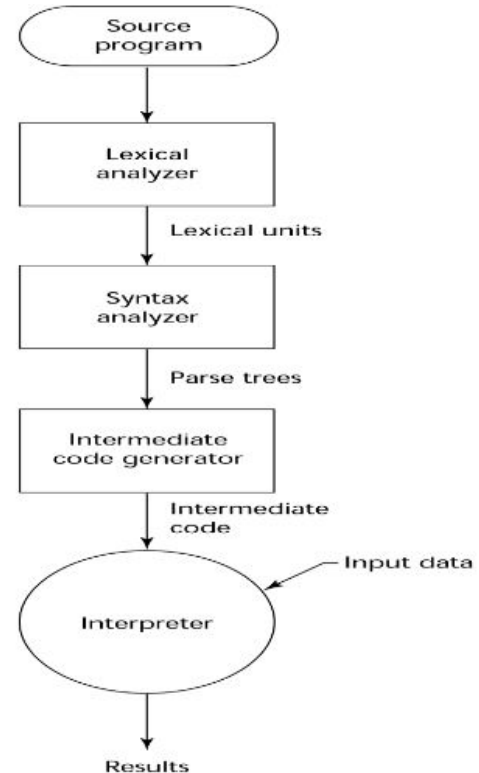 Source
program
Lexical
analyzer
Lexical units
Syntax
analyzer
Parse trees
Intermediate
code generator
Intermediate
code
Input data
Interpreter
Results